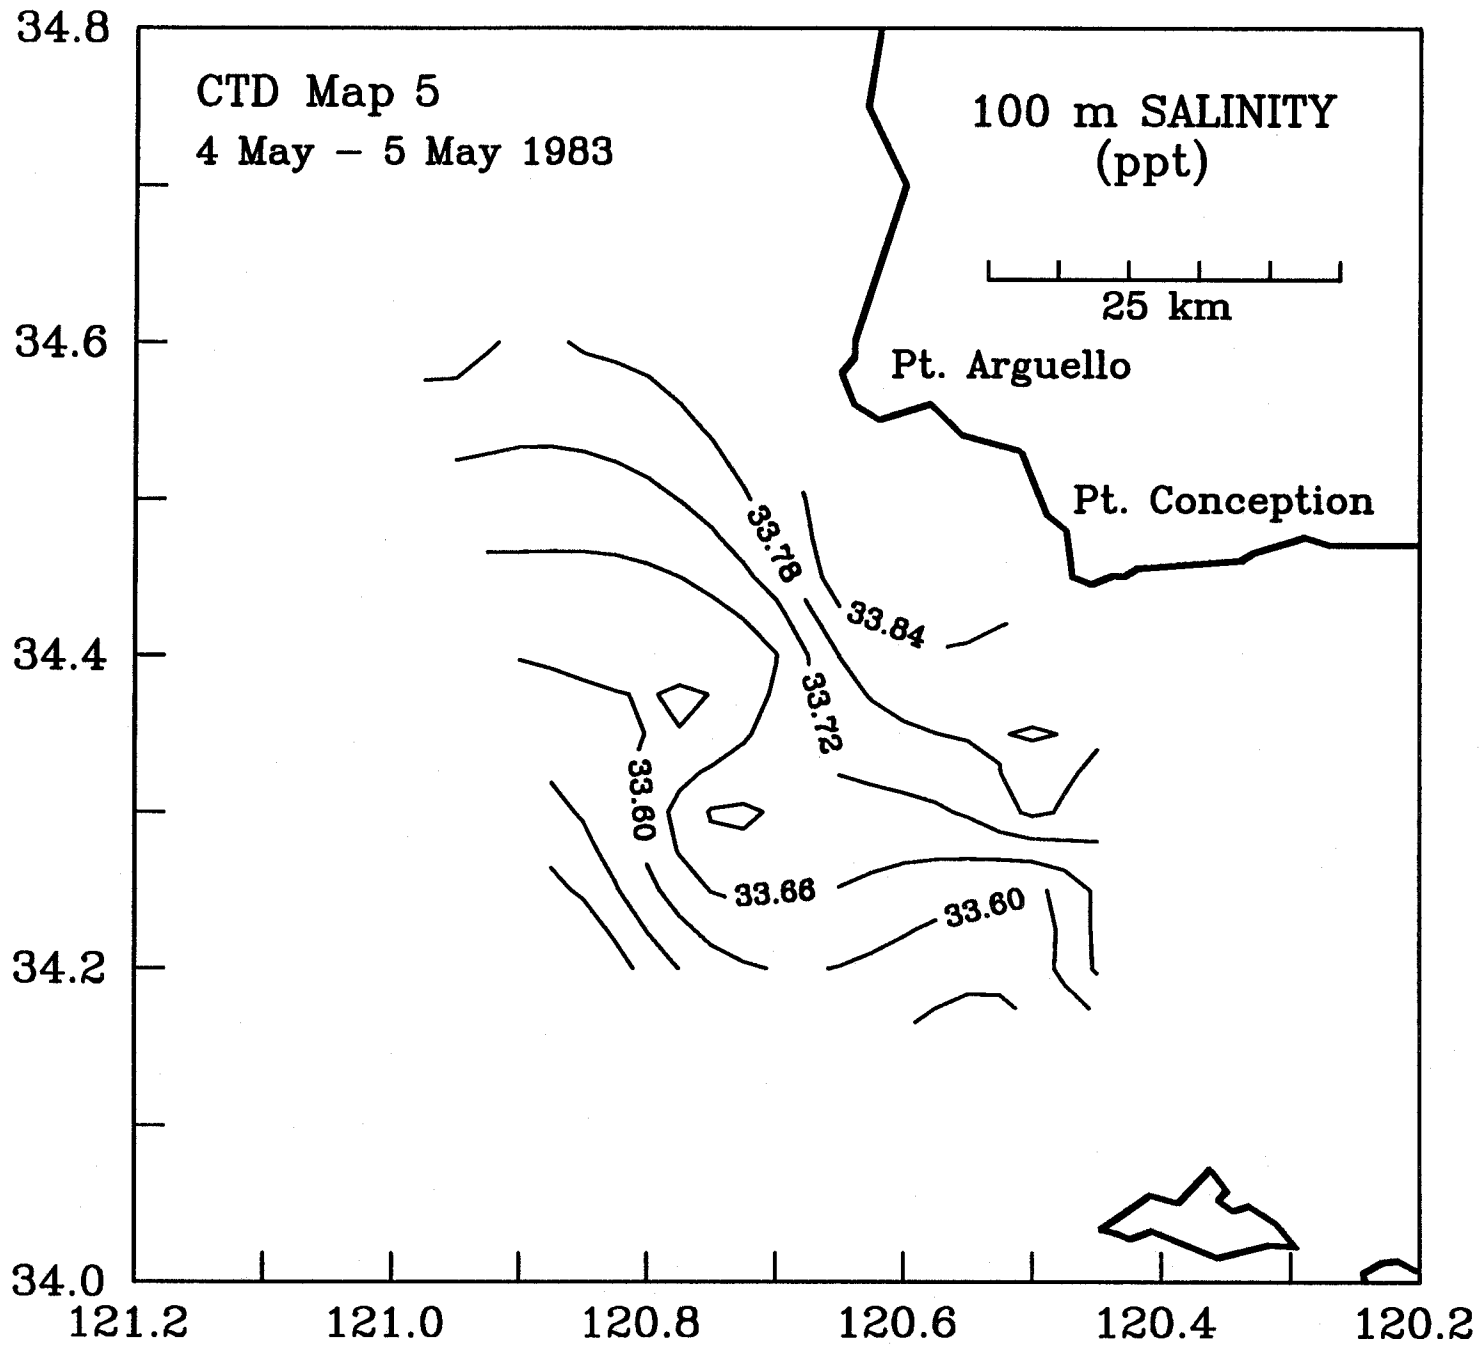 34.8
CTD Map 5
4 May – 5 May 1983
100 m SALINITY
(ppt)
25 km
34.6
Pt. Arguello
Pt. Conception
33.78
33.84
34.4
33.72
33.60
33.66
33.60
34.2
34.0
121.2 121.0 120.8 120.6 120.4 120.2